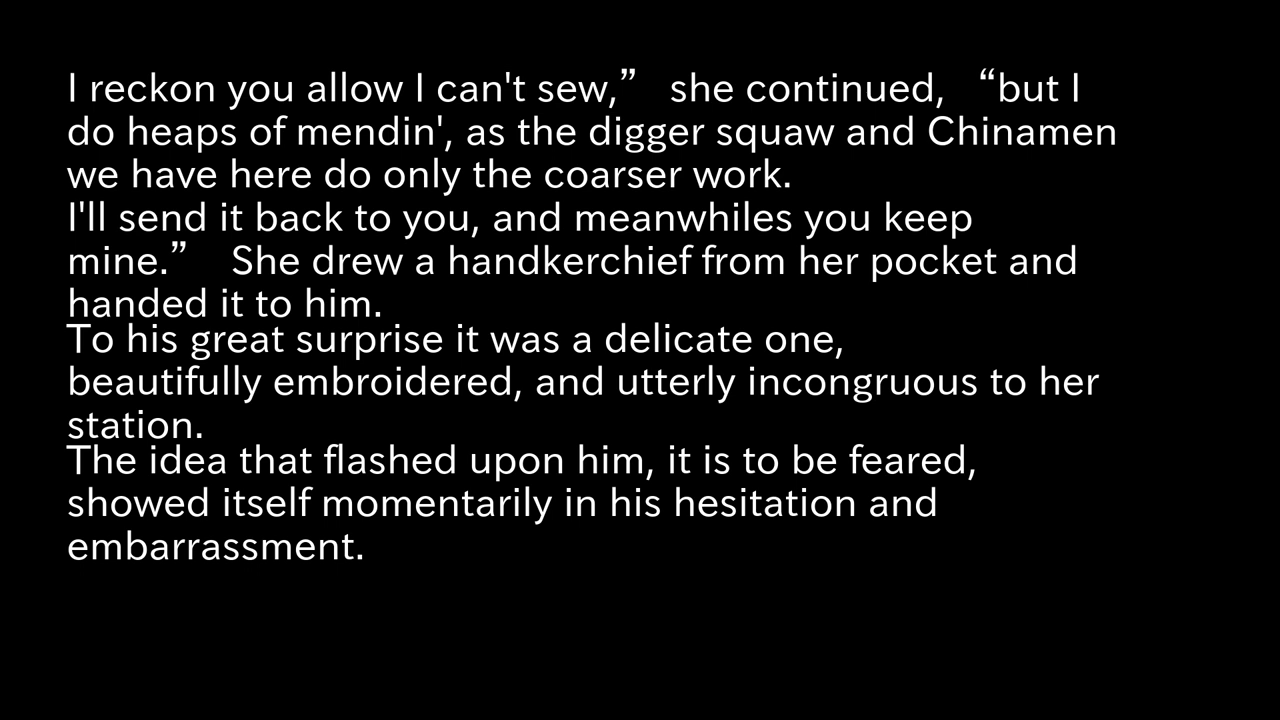 I reckon you allow I can't sew,” she continued, “but I
do heaps of mendin', as the digger squaw and Chinamen
we have here do only the coarser work.
I'll send it back to you, and meanwhiles you keep
mine.” She drew a handkerchief from her pocket and
handed it to him.
To his great surprise it was a delicate one,
beautifully embroidered, and utterly incongruous to her
station.
The idea that flashed upon him, it is to be feared,
showed itself momentarily in his hesitation and
embarrassment.